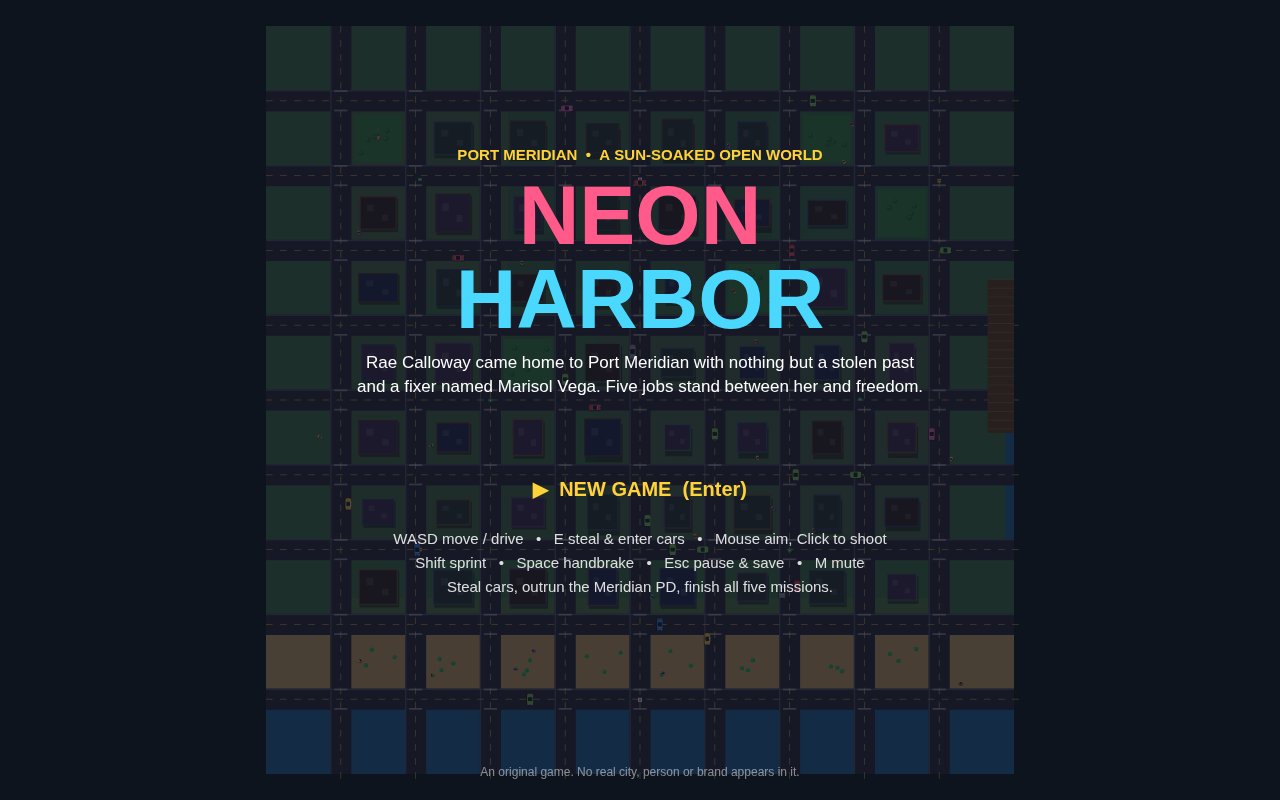 PORT MERIDIAN • A SUN-SOAKED OPEN WORLD
NEON
HARBOR
Rae Calloway came home to Port Meridian with nothing but a stolen past
and a fixer named Marisol Vega. Five jobs stand between her and freedom.
▶ NEW GAME (Enter)
WASD move / drive • E steal & enter cars • Mouse aim, Click to shoot
Shift sprint • Space handbrake • Esc pause & save • M mute
Steal cars, outrun the Meridian PD, finish all five missions.
An original game. No real city, person or brand appears in it.